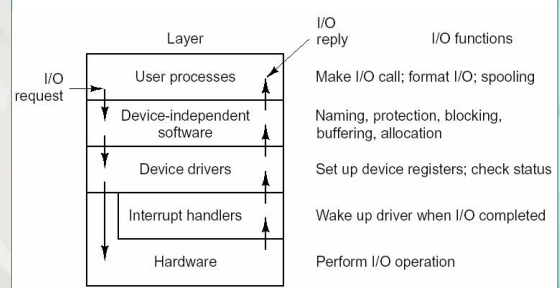 Layer
I/O
reply
I/O functions
I/O
request
User processes
Make I/O call; format I/O; spooling
Device-independent
software
Naming, protection, blocking,
buffering, allocation
Device drivers
Set up device registers; check status
Interrupt handlers
Wake up driver when I/O completed
Hardware
Perform I/O operation